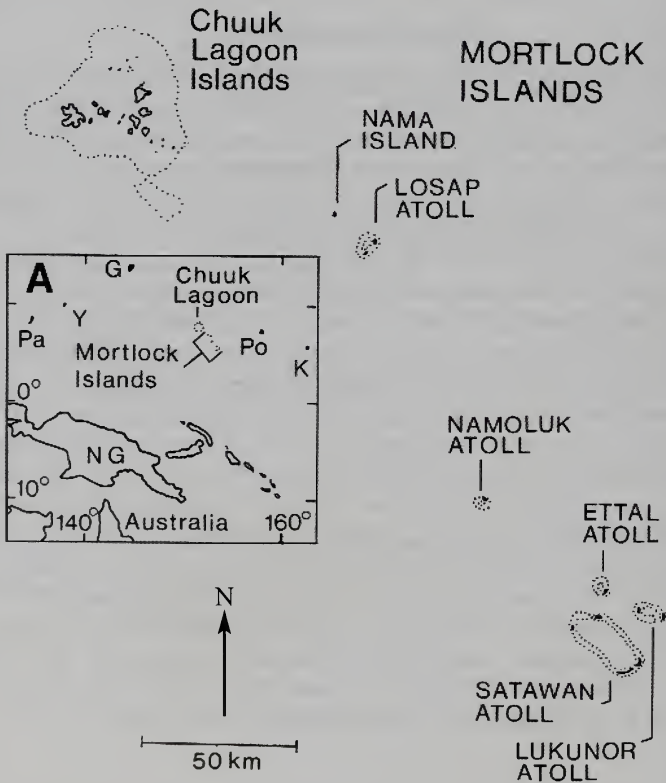 Chuuk
Lagoon
Islands
MORTLOCK
ISLANDS
NAMA
ISLAND
LOSAP
ATOLL
A
G
Chuuk
Lagoon
Y
Pa
Mortlock
Islands
Po
K
0°
NG
10°
140°
Australia
160°
NAMOLUK
ATOLL
ETTAL
ATOLL
N
SATAWAN
ATOLL
50 km
LUKUNOR
ATOLL